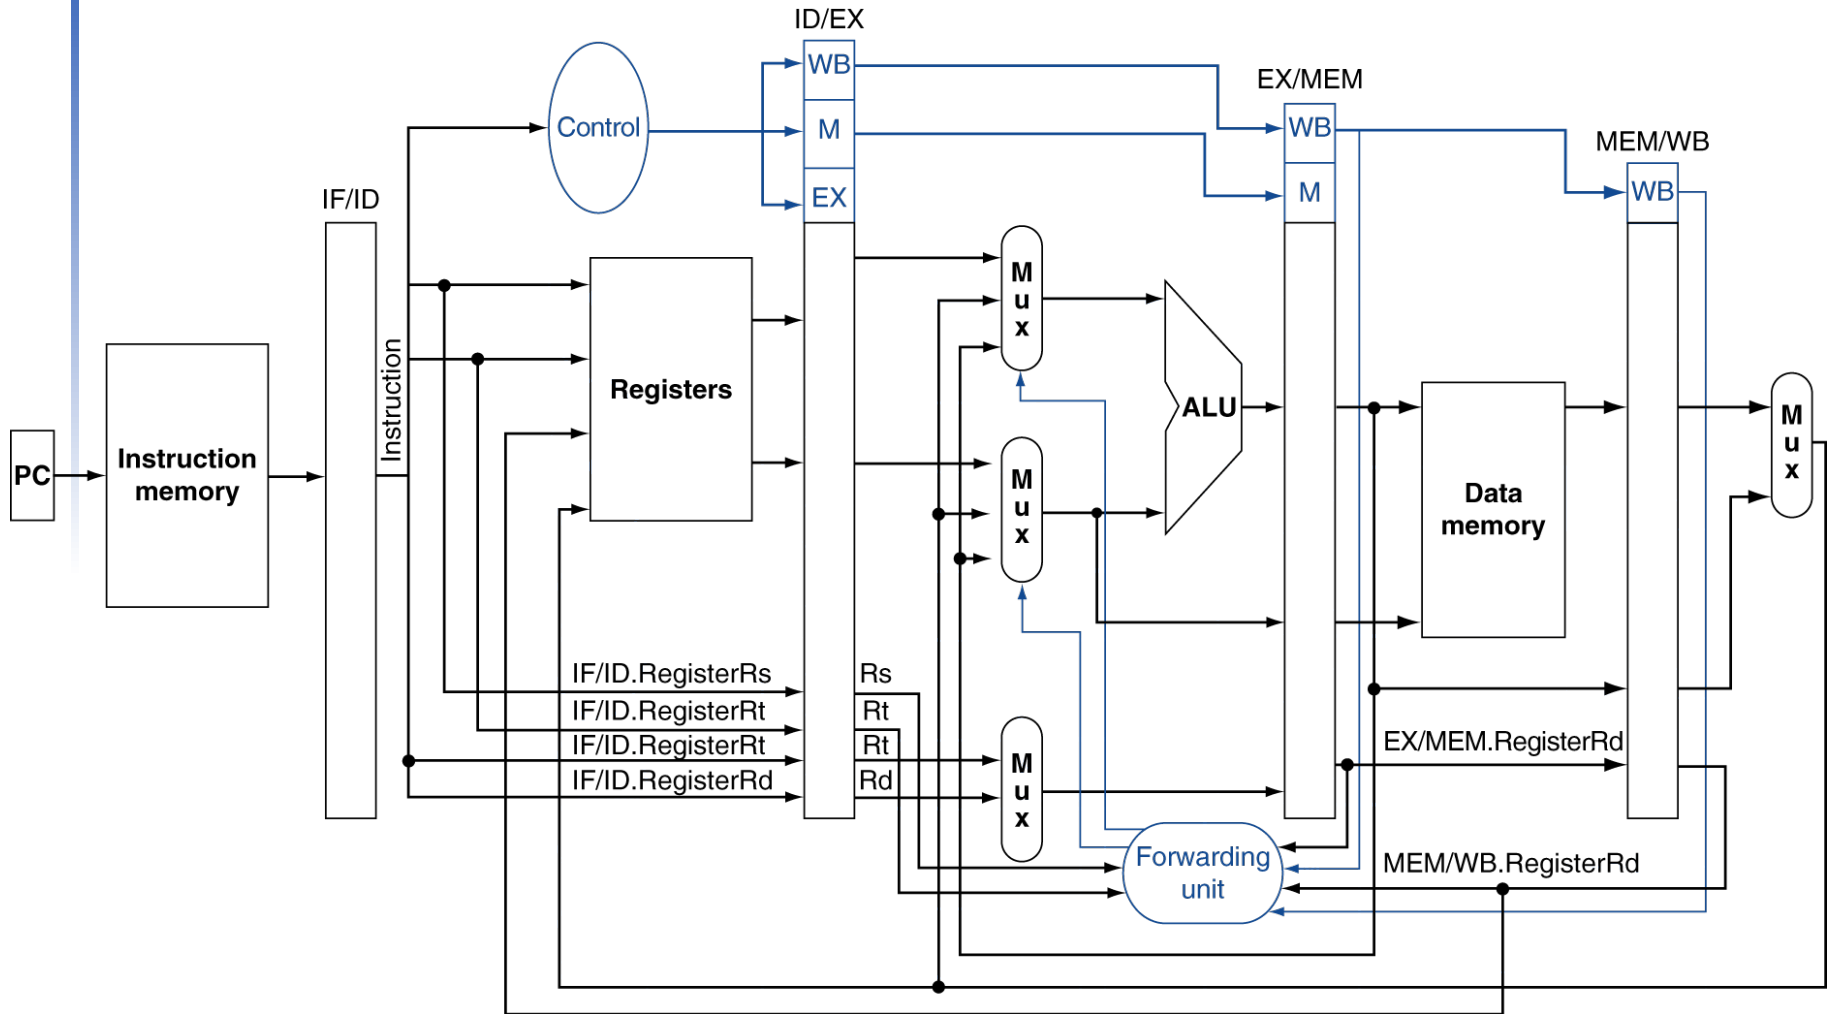 ID/EX
WB
Control
M
EX
EX/MEM
WB
M
MEM/WB
WB
IF/ID
PC
Instruction
memory
Instruction
Registers
M
u
x
M
u
x
ALU
Data
memory
M
u
x
IF/ID.RegisterRs
Rs
IF/ID.RegisterRt
Rt
IF/ID.RegisterRt
Rt
IF/ID.RegisterRd
Rd
M
u
x
EX/MEM.RegisterRd
Forwarding
unit
MEM/WB.RegisterRd